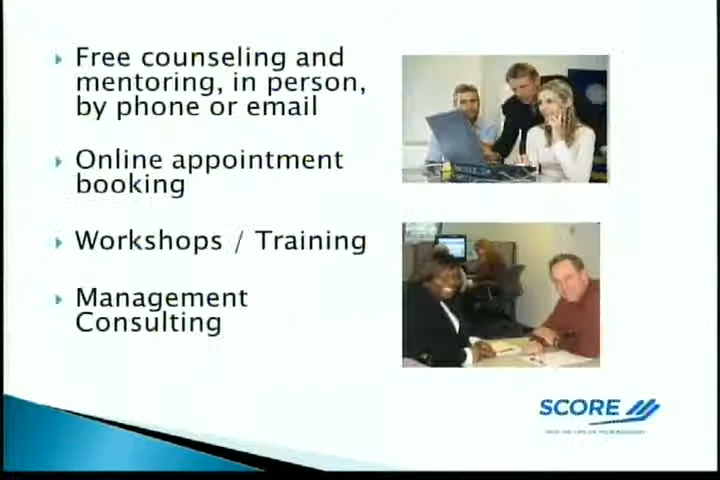 Free counseling and
mentoring, in person,
by phone or email
Online appointment
booking
Workshops / Training
Management
Consulting
SCORE